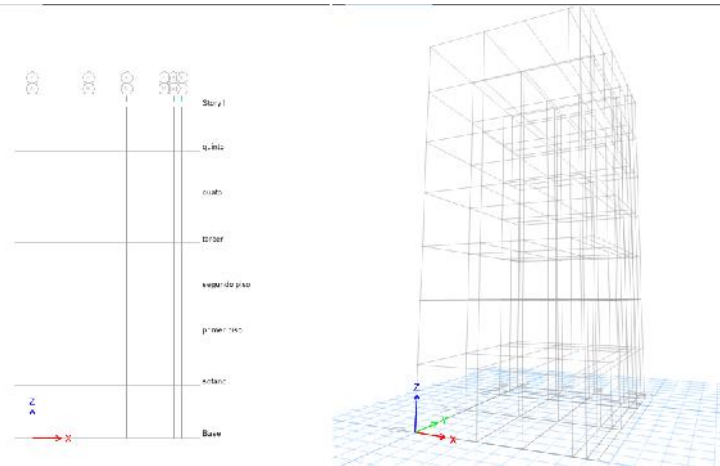 Story1
quinto
cuato
tercer
segundo piso
primer piso
sotano
Z
X
Base
Z
Y
X